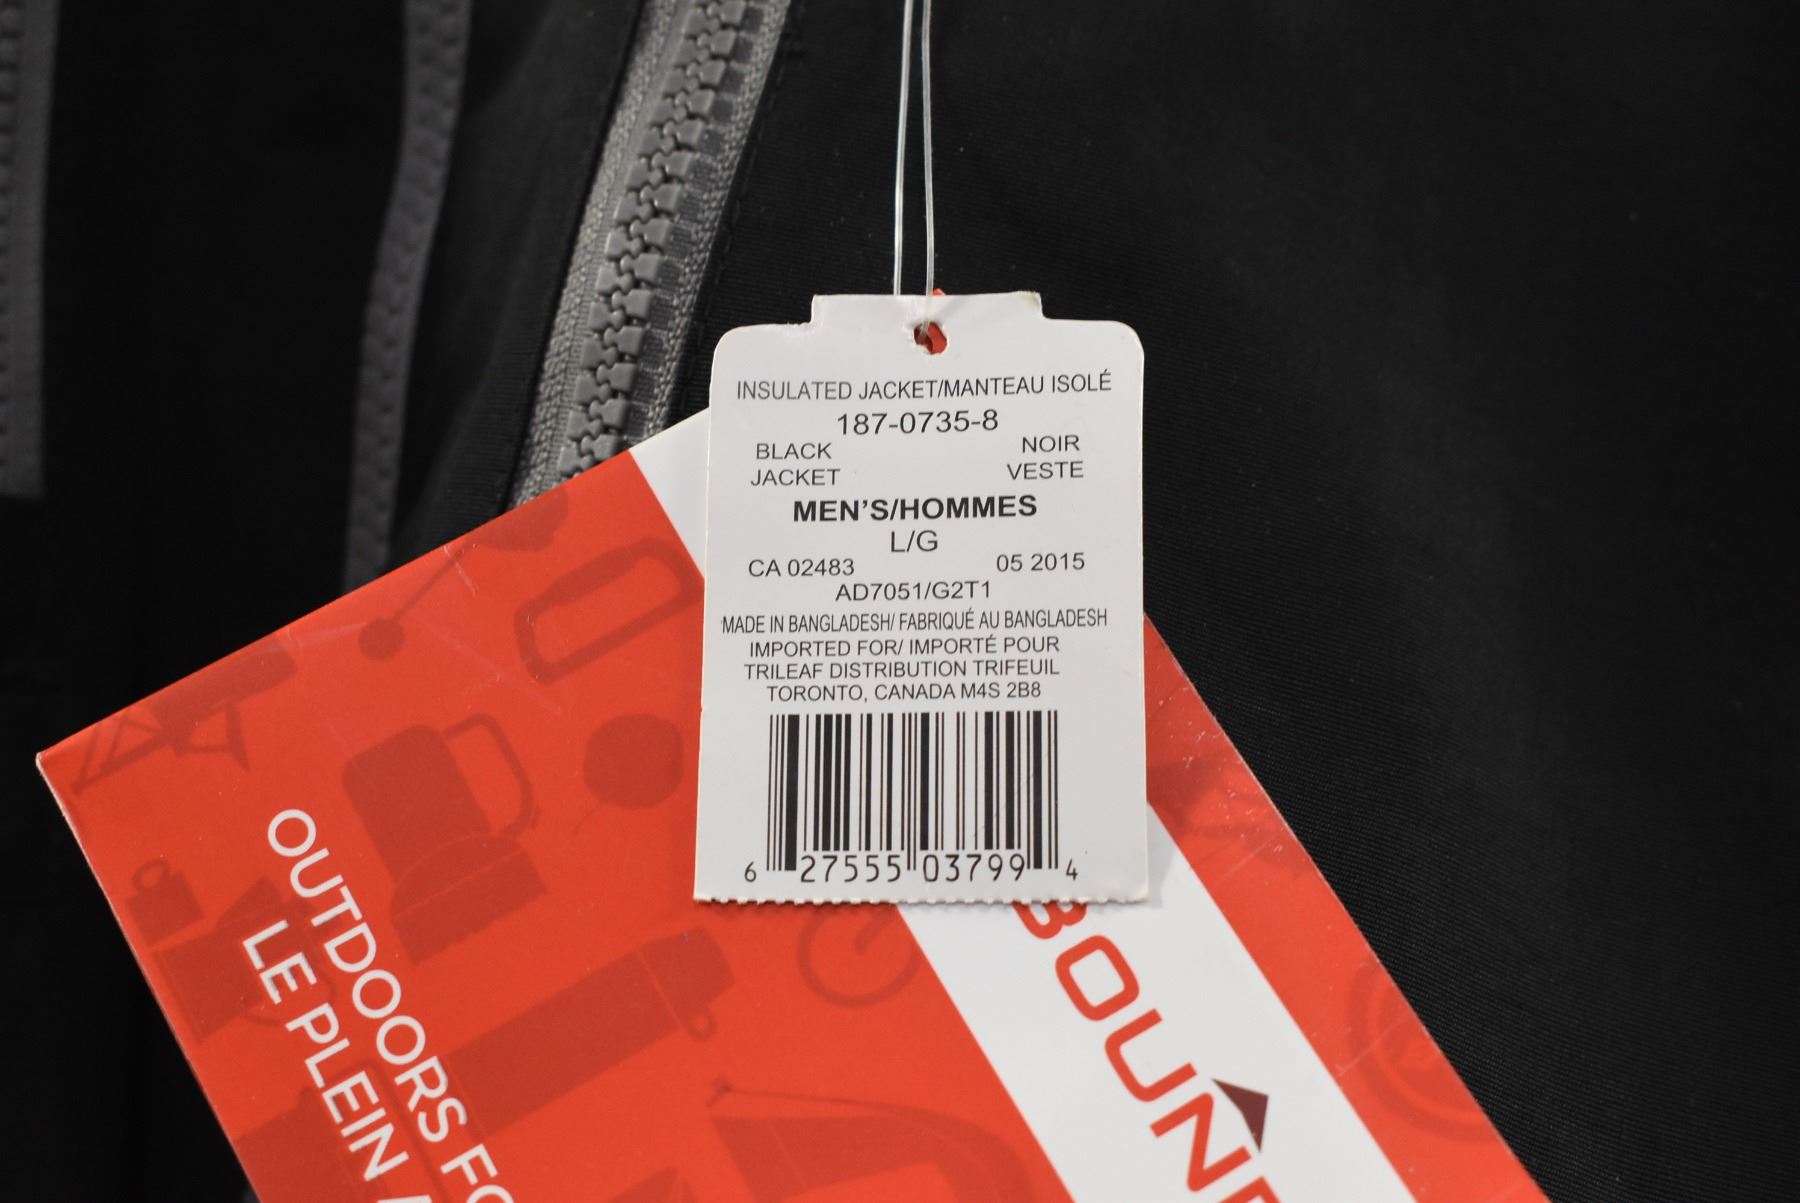 INSULATED JACKET/MANTEAU ISOLÉ
187-0735-8
BLACK NOIR
JACKET VESTE
MEN'S/HOMMES
L/G
CA 02483 05 2015
AD7051/G2T1
MADE IN BANGLADESH/ FABRIQUÉ AU BANGLADESH
IMPORTED FOR/ IMPORTÉ POUR
TRILEAF DISTRIBUTION TRIFEUIL
TORONTO, CANADA M4S 2B8
6 27555 03799 4
OUTDOORS
LE PLEIN